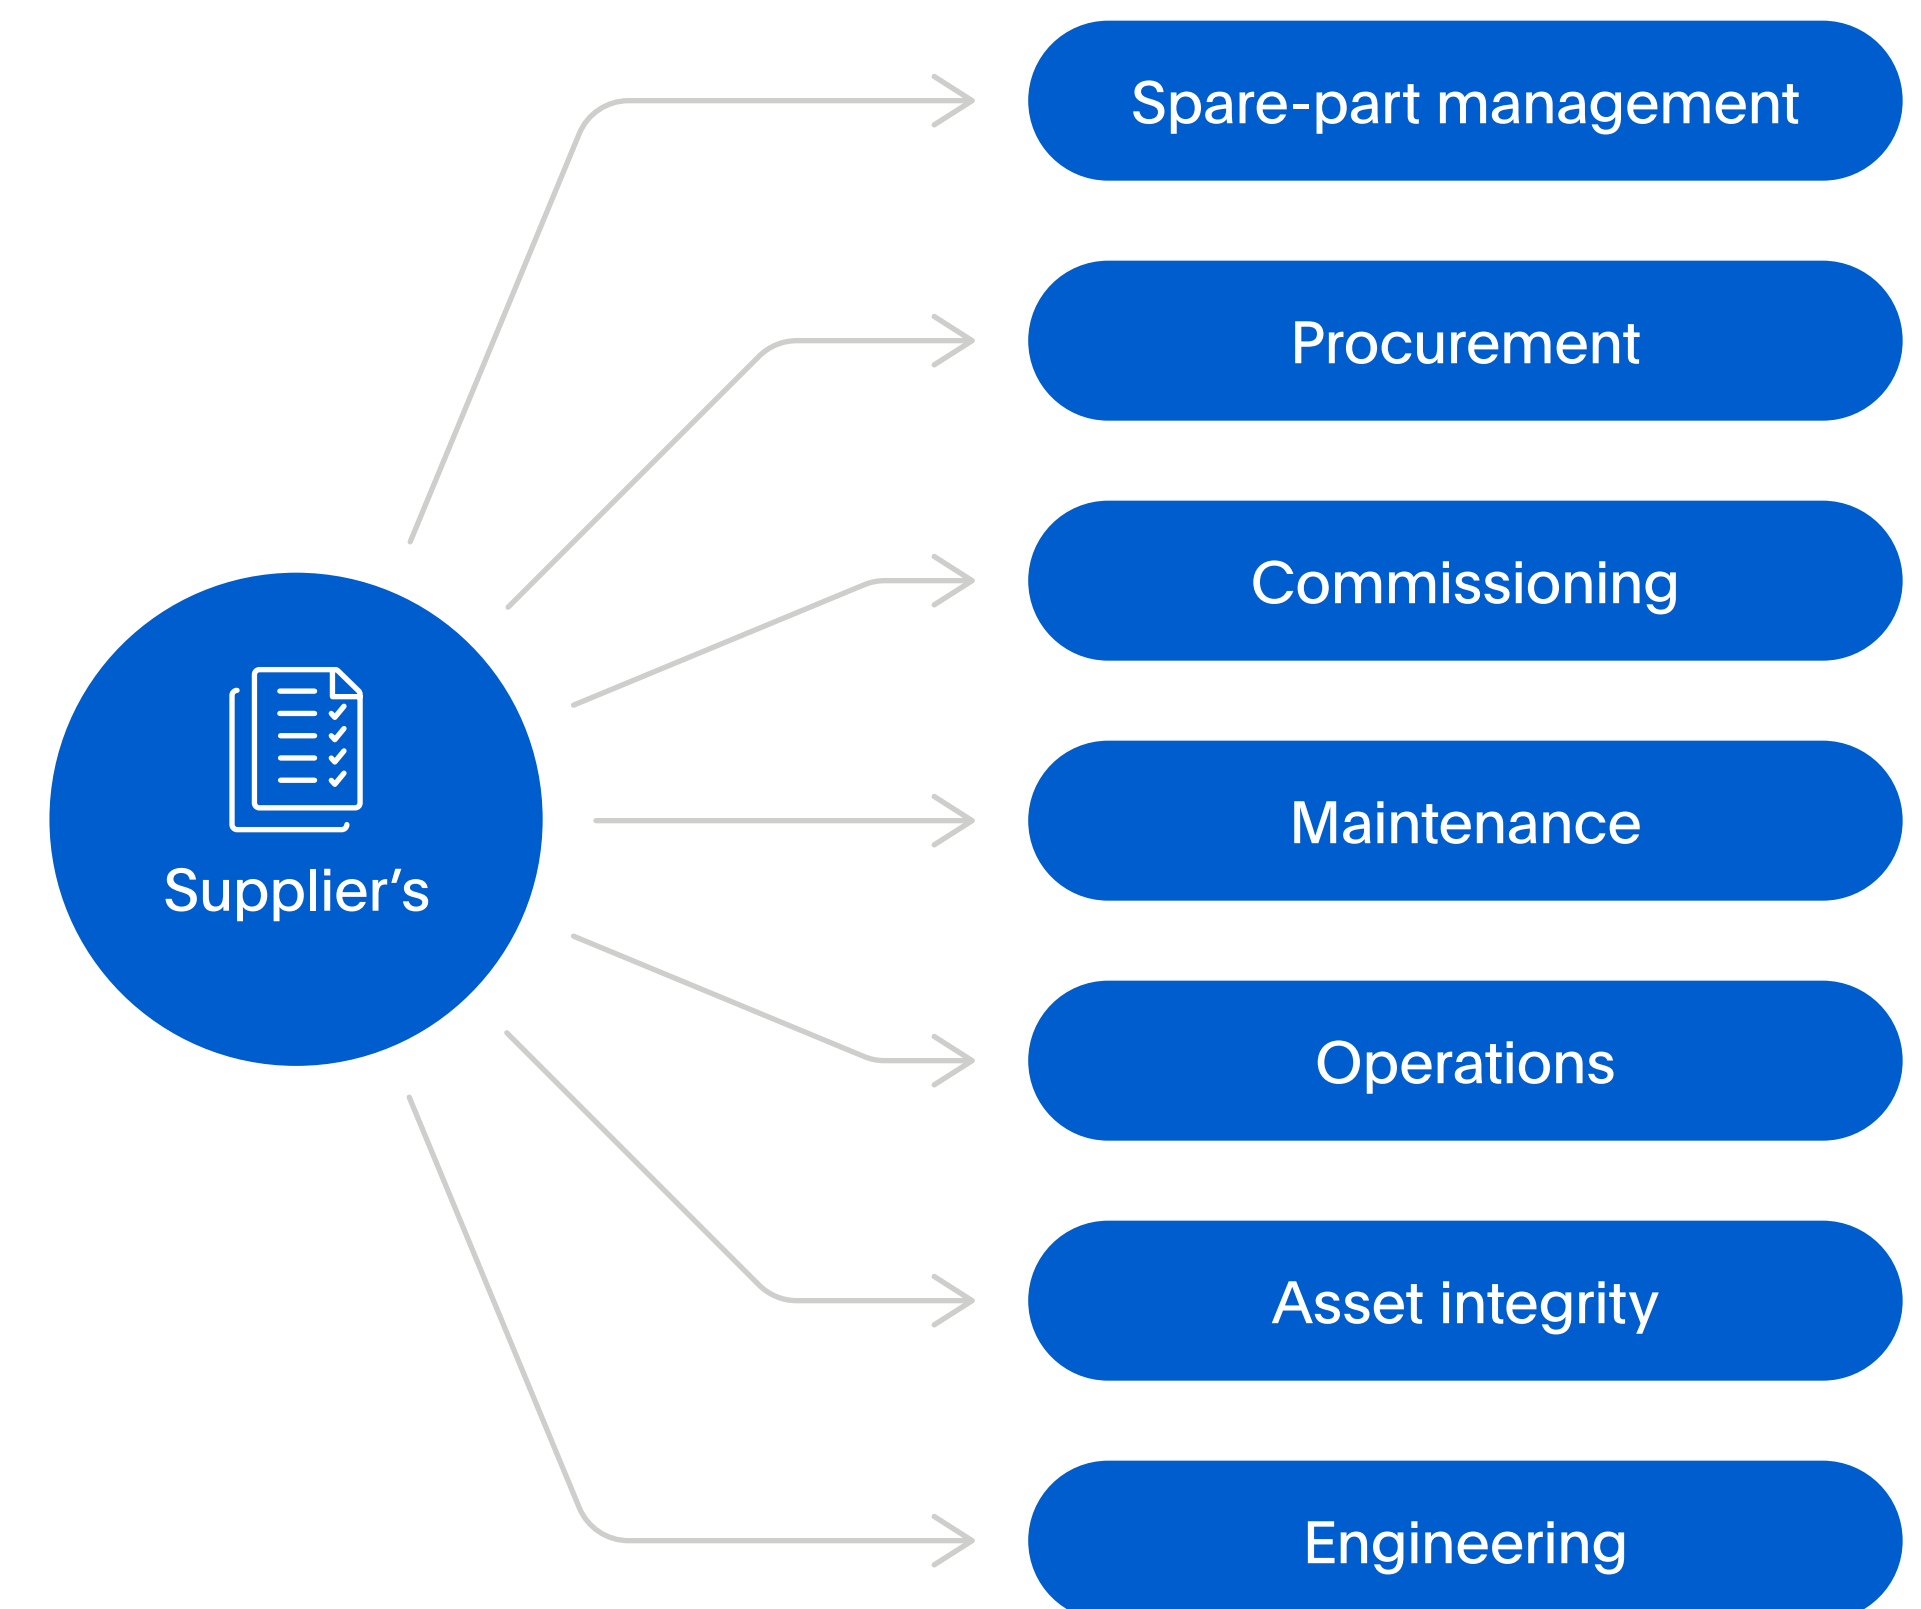 Spare-part management
Procurement
Commissioning
Supplier’s
Maintenance
Operations
Asset integrity
Engineering